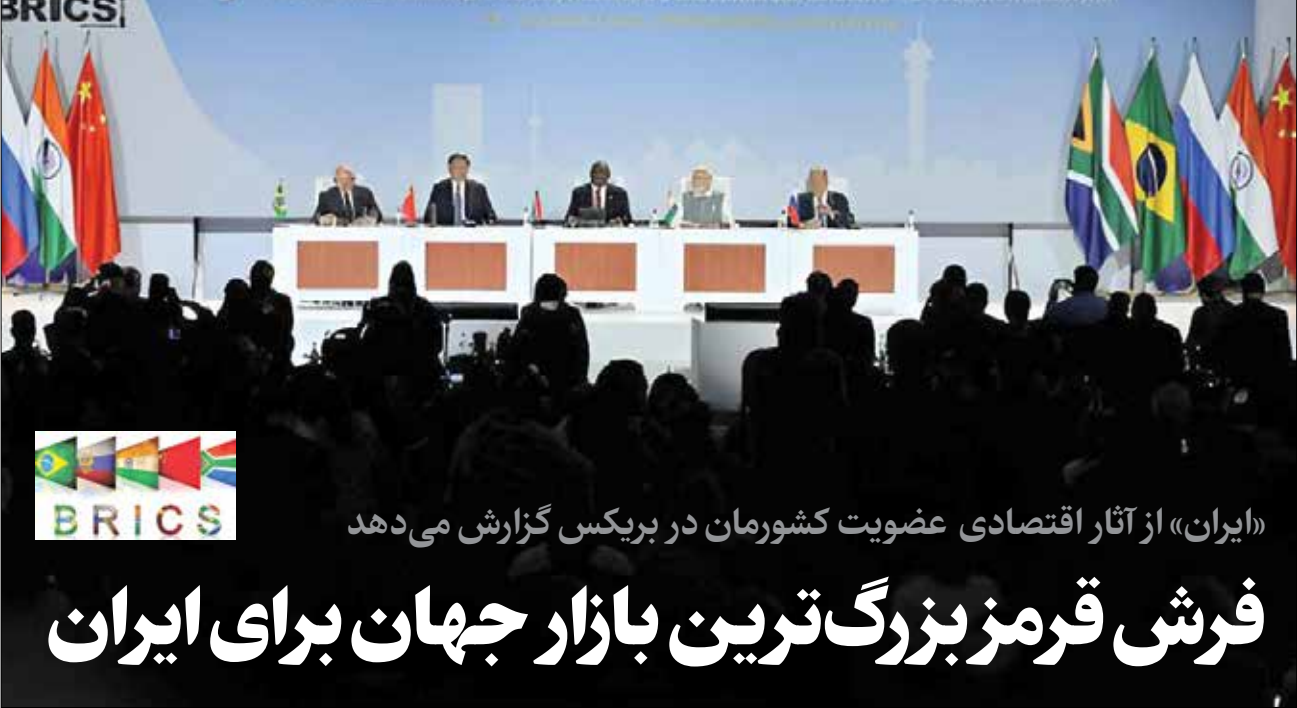 BRICS
BRICS
«ایران» از آثار اقتصادی عضویت کشورمان در بریکس گزارش می‌دهد
فرش قرمز بزرگ‌ترین بازار جهان برای ایران